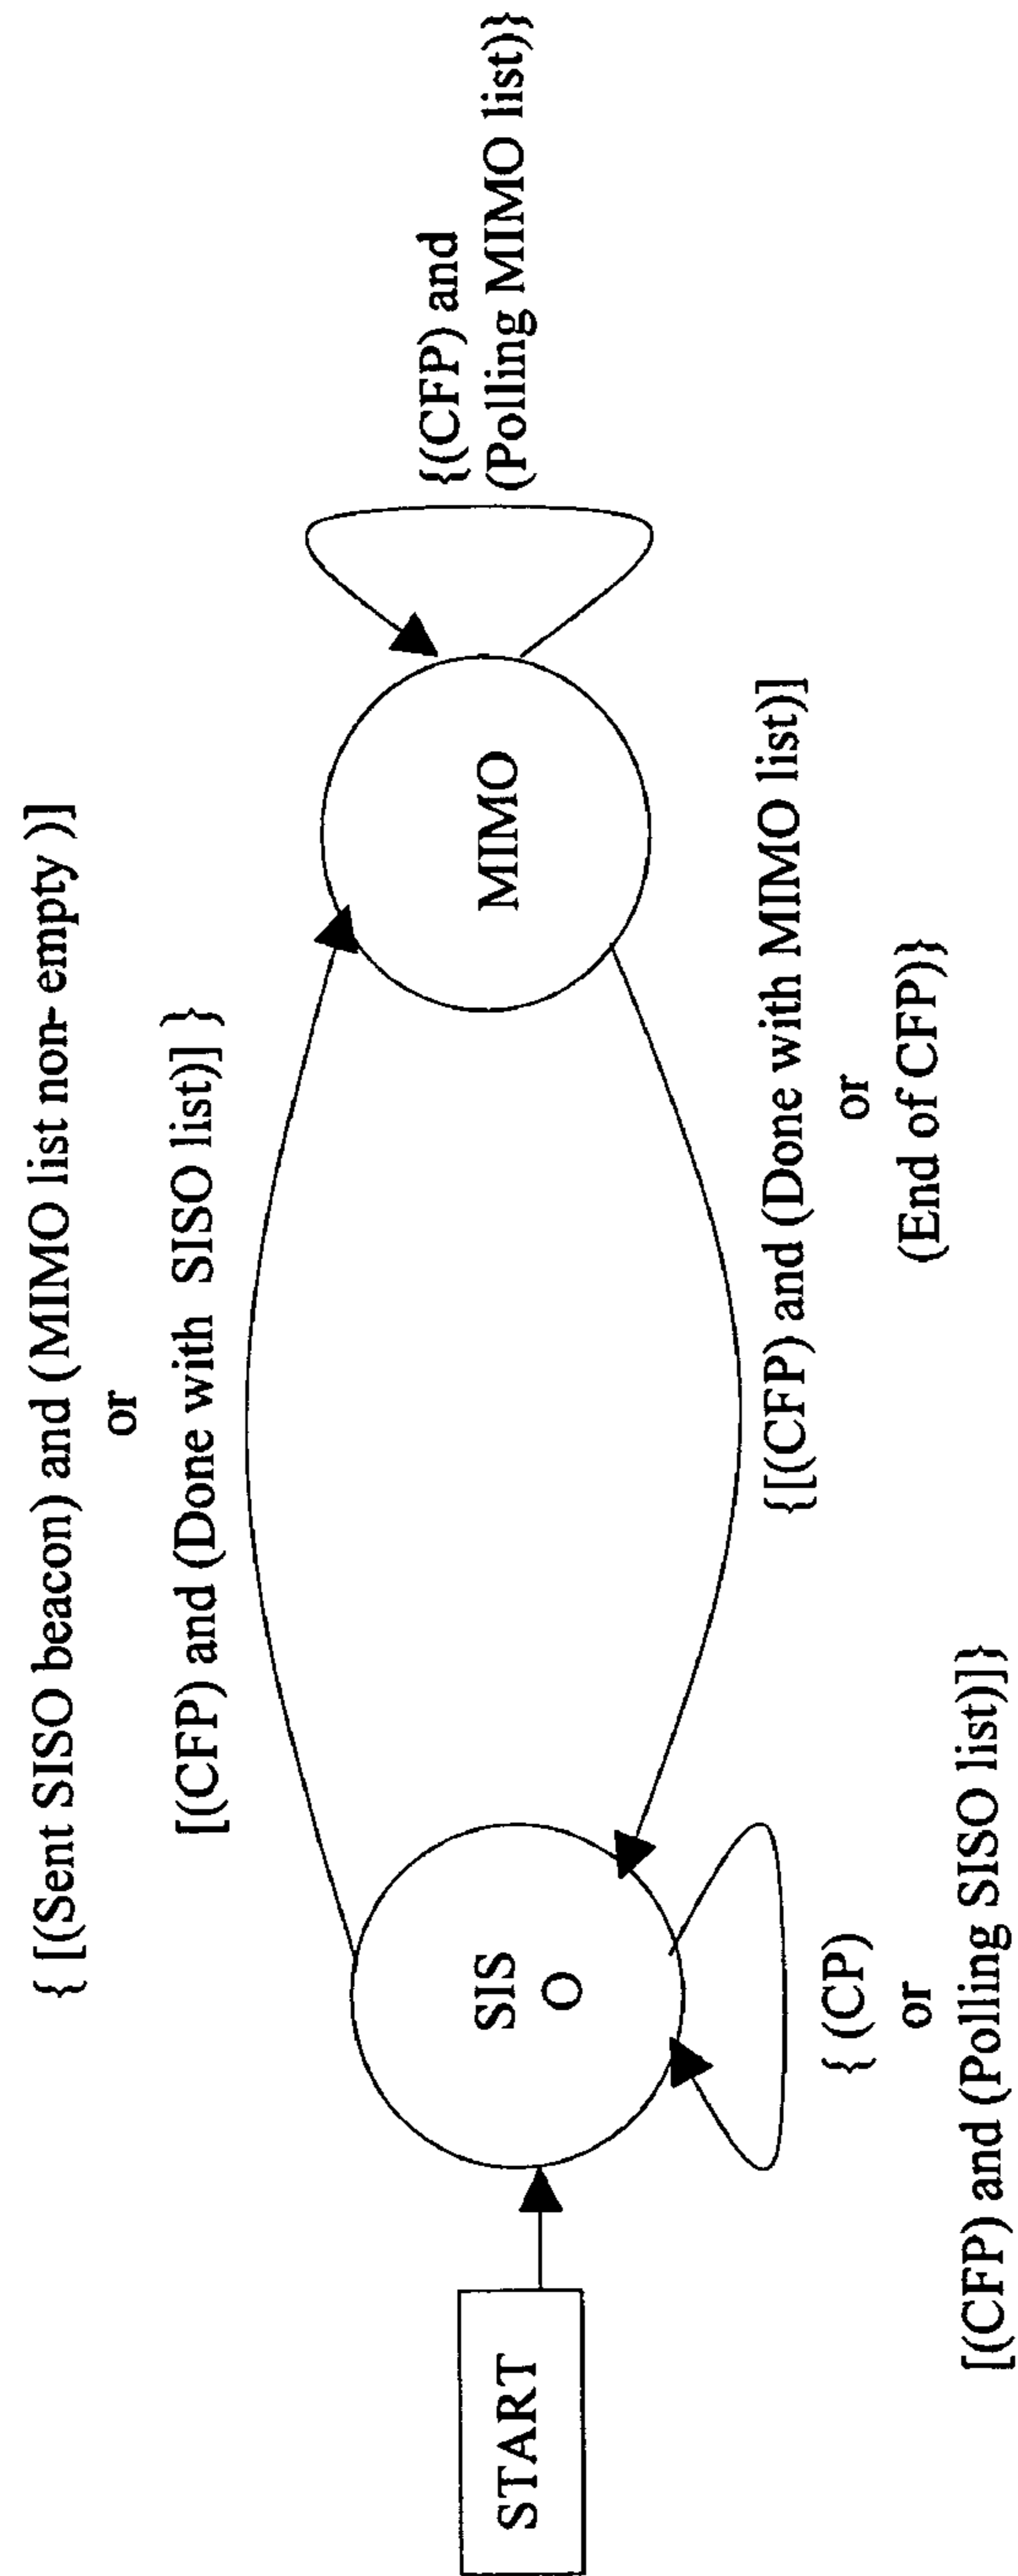 { [(Sent SISO beacon) and (MIMO list non-empty )]
or
[(CFP) and (Done with SISO list)] }
{(CFP) and
(Polling MIMO list)}
START
SIS
O
MIMO
{[(CFP) and (Done with MIMO list)]
or
(End of CFP)}
{ (CP)
or
[(CFP) and (Polling SISO list)]}